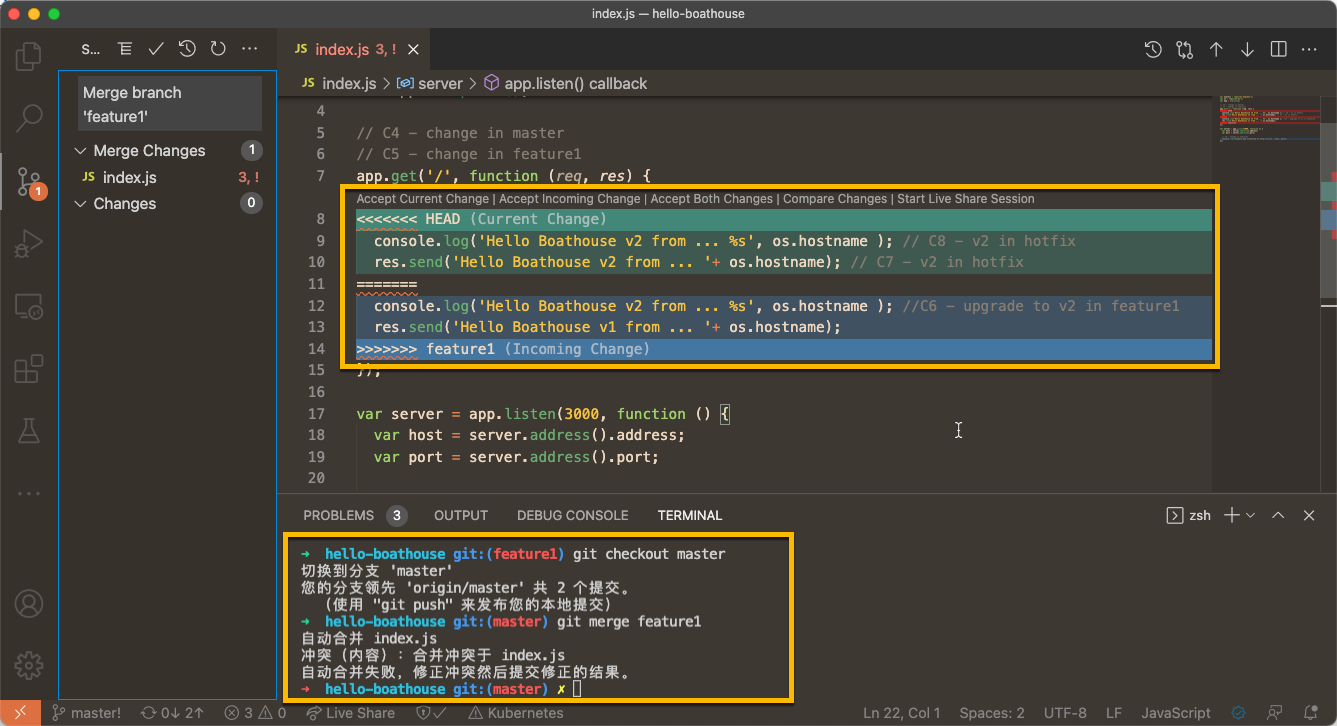 index.js — hello-boathouse
S...
JS index.js 3, !
JS index.js > server > app.listen() callback
Merge branch
'feature1'
Merge Changes 1
JS index.js 3, !
Changes 0
1
4
5 // C4 - change in master
6 // C5 - change in feature1
7 app.get('/', function (req, res) {
Accept Current Change | Accept Incoming Change | Accept Both Changes | Compare Changes | Start Live Share Session
8 <<<<<<< HEAD (Current Change)
9 console.log('Hello Boathouse v2 from ... %s', os.hostname ); // C8 - v2 in hotfix
10 res.send('Hello Boathouse v2 from ... '+ os.hostname); // C7 - v2 in hotfix
11 =======
12 console.log('Hello Boathouse v2 from ... %s', os.hostname ); //C6 - upgrade to v2 in feature1
13 res.send('Hello Boathouse v1 from ... '+ os.hostname);
14 >>>>>>> feature1 (Incoming Change)
15 });
16
17 var server = app.listen(3000, function () {
18 var host = server.address().address;
19 var port = server.address().port;
20
PROBLEMS 3 OUTPUT DEBUG CONSOLE TERMINAL zsh
➜ hello-boathouse git:(feature1) git checkout master
切换到分支 'master'
您的分支领先 'origin/master' 共 2 个提交。
（使用 "git push" 来发布您的本地提交）
➜ hello-boathouse git:(master) git merge feature1
自动合并 index.js
冲突（内容）：合并冲突于 index.js
自动合并失败，修正冲突然后提交修正的结果。
➜ hello-boathouse git:(master) ✗
master! 0↓ 2↑ 3 0 Live Share Kubernetes Ln 22, Col 1 Spaces: 2 UTF-8 LF JavaScript